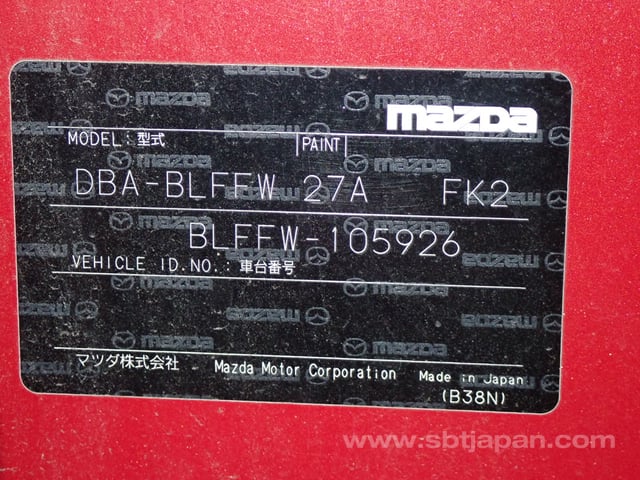 mazda
MODEL: 型式 PAINT
DBA-BLFFW 27A FK2
BLFFW-105926
VEHICLE ID.NO.: 車台番号
マツダ株式会社 Mazda Motor Corporation Made in Japan
(B38N)
www.sbtjapan.com